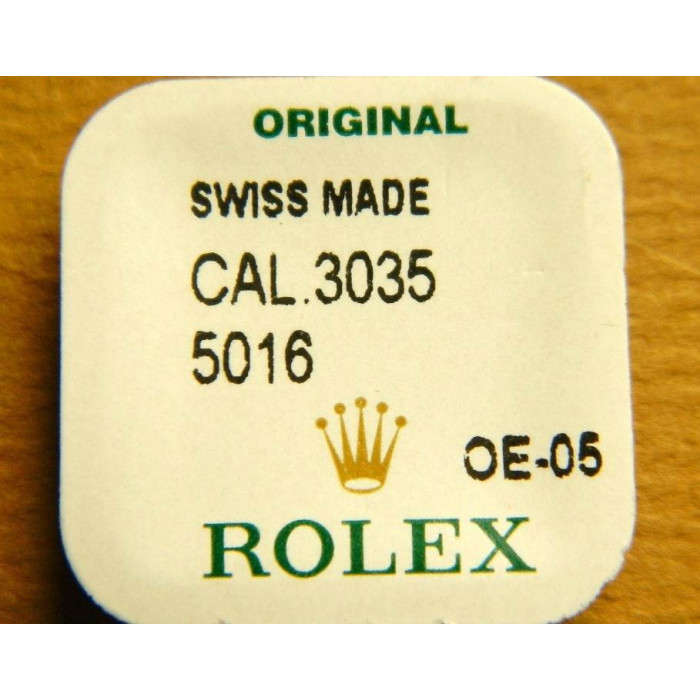 ORIGINAL
SWISS MADE
CAL.3035
5016
OE-05
ROLEX